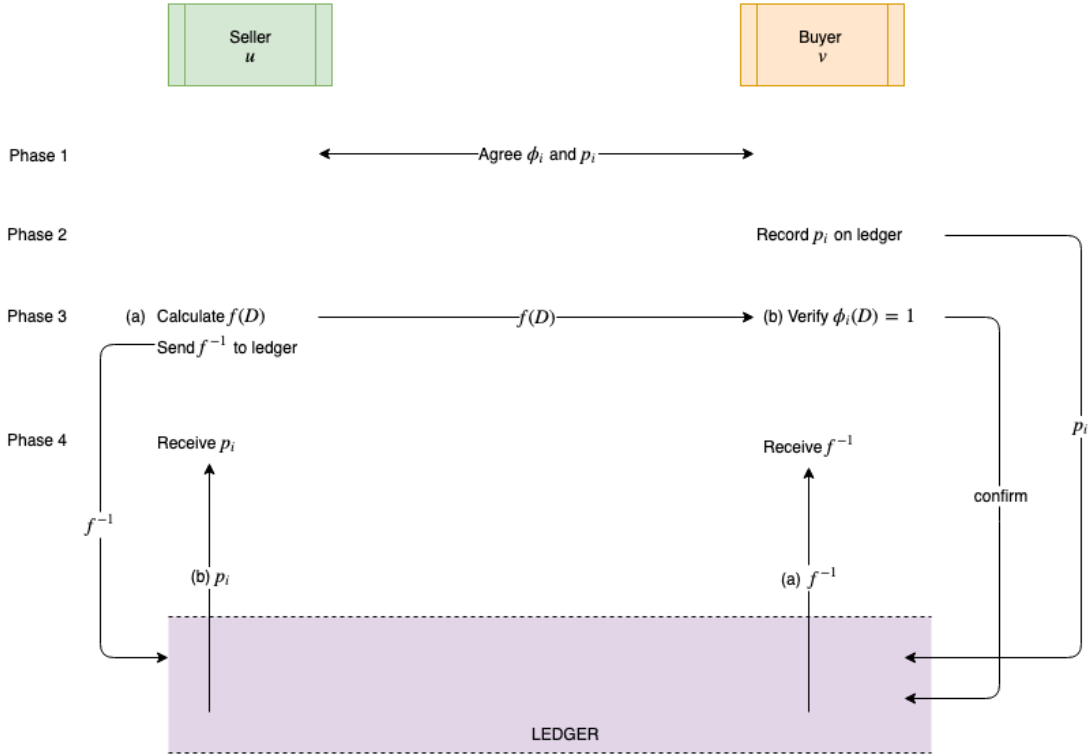 Seller
u
Buyer
v
Phase 1
Agree ϕᵢ and pᵢ
Phase 2
Record pᵢ on ledger
Phase 3
(a) Calculate f(D)
f(D)
(b) Verify ϕᵢ(D) = 1
Send f⁻¹ to ledger
Phase 4
Receive pᵢ
Receive f⁻¹
pᵢ
confirm
f⁻¹
(b) pᵢ
(a) f⁻¹
LEDGER